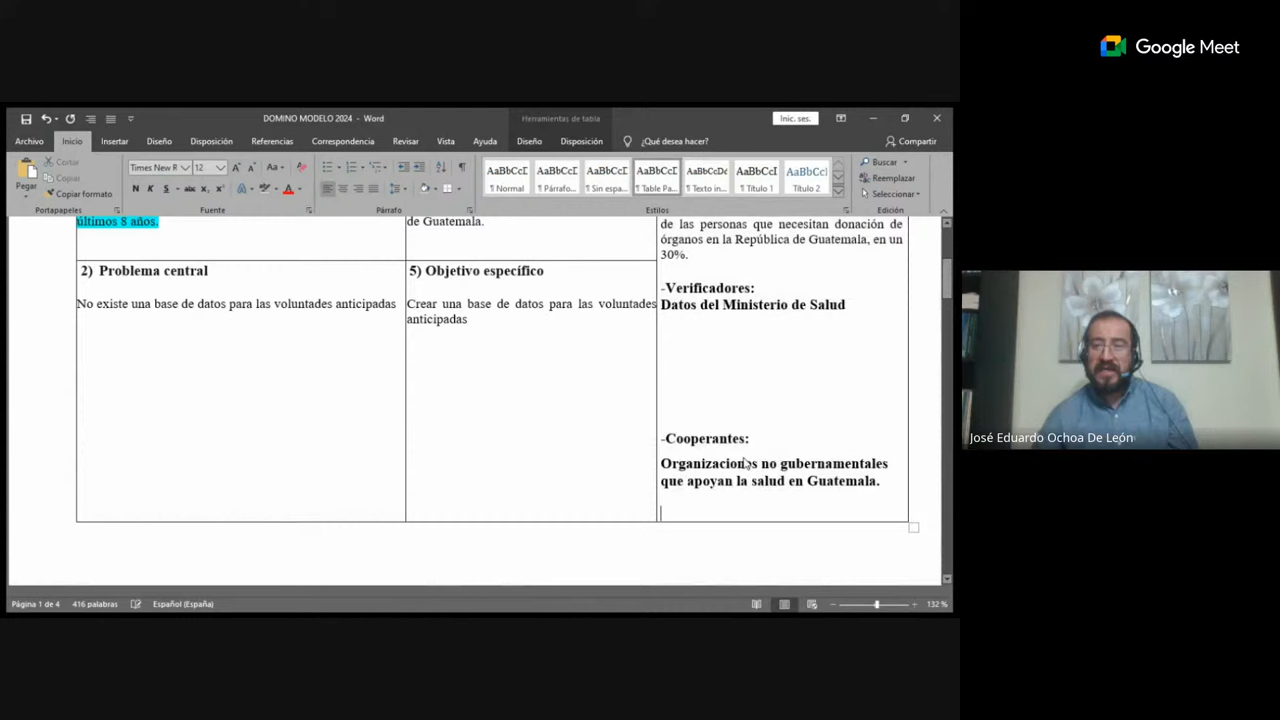 Google Meet
DOMINO MODELO 2024 - Word
Herramientas de tabla
Inic. ses.
Archivo
Inicio
Insertar
Diseño
Disposición
Referencias
Correspondencia
Revisar
Vista
Ayuda
Diseño
Disposición
¿Qué desea hacer?
Compartir
Pegar
Cortar
Copiar
Copiar formato
Portapapeles
Times New R
12
Fuente
Párrafo
AaBbCcI
¶ Normal
AaBbCcI
¶ Párrafo...
AaBbCcI
¶ Sin espa...
AaBbCcI
¶ Table Pa...
AaBbCcDc
¶ Texto in...
AaBbCcI
¶ Título 1
AaBbCcI
¶ Título 2
Estilos
Buscar
Reemplazar
Seleccionar
Edición
últimos 8 años.
de Guatemala.
de las personas que necesitan donación de
órganos en la República de Guatemala, en un
30%.
2) Problema central
No existe una base de datos para las voluntades anticipadas
5) Objetivo específico
Crear una base de datos para las voluntades
anticipadas
-Verificadores:
Datos del Ministerio de Salud
-Cooperantes:
Organizaciones no gubernamentales
que apoyan la salud en Guatemala.
José Eduardo Ochoa De León
Página 1 de 4
416 palabras
Español (España)
132 %